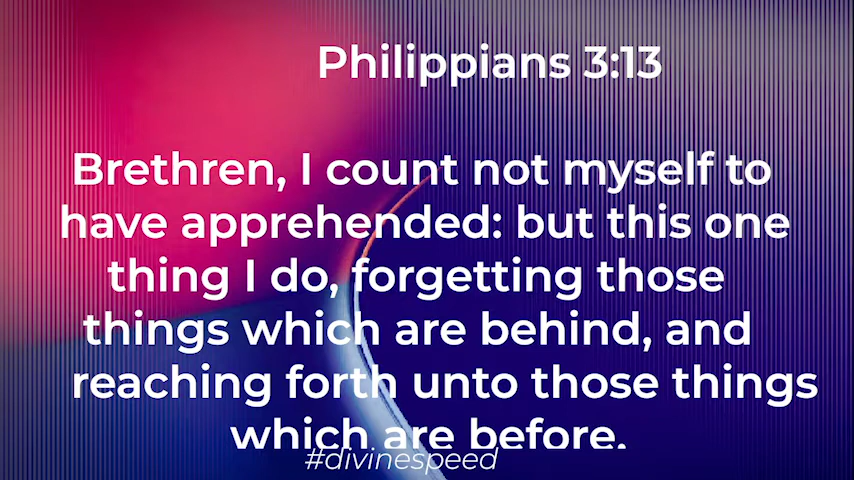 Philippians 3:13
Brethren, I count not myself to
have apprehended: but this one
thing I do, forgetting those
things which are behind, and
reaching forth unto those things
which are before.
#divinespeed